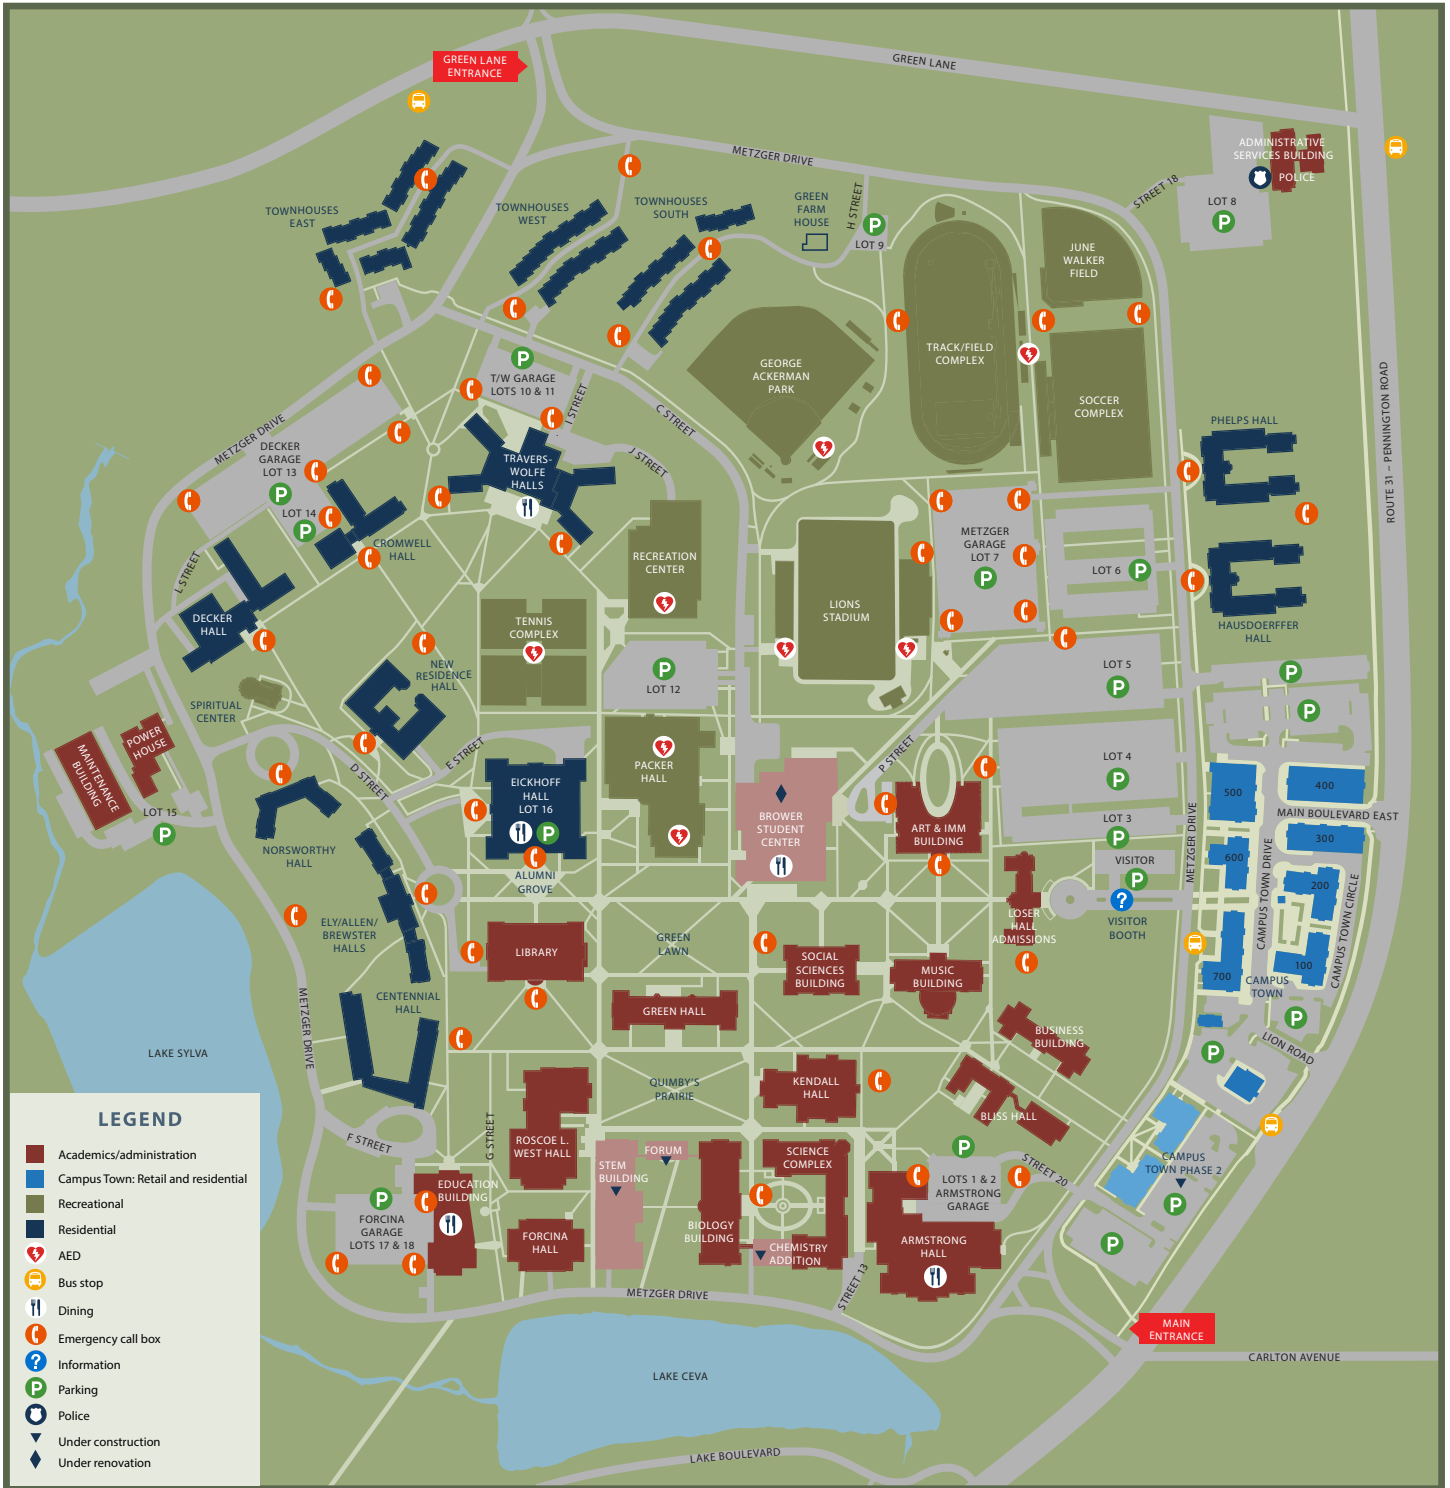 GREEN LANE
ENTRANCE
GREEN LANE
METZGER DRIVE
ADMINISTRATIVE
SERVICES BUILDING
POLICE
STREET 18
LOT 8
P
TOWNHOUSES
EAST
TOWNHOUSES
WEST
TOWNHOUSES
SOUTH
GREEN
FARM
HOUSE
H STREET
P
LOT 9
JUNE
WALKER
FIELD
TRACK/FIELD
COMPLEX
GEORGE
ACKERMAN
PARK
SOCCER
COMPLEX
ROUTE 31 – PENNINGTON ROAD
P
T/W GARAGE
LOTS 10 & 11
I STREET
C STREET
J STREET
METZGER DRIVE
DECKER
GARAGE
LOT 13
P
LOT 14
P
TRAVERS-
WOLFE
HALLS
CROMWELL
HALL
L STREET
DECKER
HALL
PHELPS HALL
HAUSDOERFFER
HALL
RECREATION
CENTER
METZGER
GARAGE
LOT 7
P
LOT 6
P
LIONS
STADIUM
TENNIS
COMPLEX
NEW
RESIDENCE
HALL
SPIRITUAL
CENTER
P
LOT 12
LOT 5
P
P
P
POWER
HOUSE
MAINTENANCE
BUILDING
LOT 15
P
E STREET
D STREET
PACKER
HALL
P STREET
LOT 4
P
EICKHOFF
HALL
LOT 16
P
ALUMNI
GROVE
BROWER
STUDENT
CENTER
ART & IMM
BUILDING
LOT 3
P
VISITOR
P
METZGER DRIVE
500
400
MAIN BOULEVARD EAST
300
600
200
CAMPUS TOWN DRIVE
CAMPUS TOWN CIRCLE
100
700
CAMPUS
TOWN
P
NORSWORTHY
HALL
ELY/ALLEN/
BREWSTER
HALLS
?
VISITOR
BOOTH
LOSER
HALL
ADMISSIONS
LIBRARY
GREEN
LAWN
SOCIAL
SCIENCES
BUILDING
MUSIC
BUILDING
CENTENNIAL
HALL
GREEN HALL
BUSINESS
BUILDING
LION ROAD
P
METZGER DRIVE
LAKE SYLVA
QUIMBY'S
PRAIRIE
KENDALL
HALL
BLISS HALL
F STREET
G STREET
ROSCOE L.
WEST HALL
STEM
BUILDING
FORUM
SCIENCE
COMPLEX
P
LOTS 1 & 2
ARMSTRONG
GARAGE
STREET 20
CAMPUS
TOWN PHASE 2
P
P
EDUCATION
BUILDING
P
FORCINA
GARAGE
LOTS 17 & 18
FORCINA
HALL
BIOLOGY
BUILDING
CHEMISTRY
ADDITION
ARMSTRONG
HALL
STREET 13
METZGER DRIVE
MAIN
ENTRANCE
CARLTON AVENUE
LAKE CEVA
LAKE BOULEVARD
LEGEND
Academics/administration
Campus Town: Retail and residential
Recreational
Residential
AED
Bus stop
Dining
Emergency call box
? Information
P Parking
Police
Under construction
Under renovation